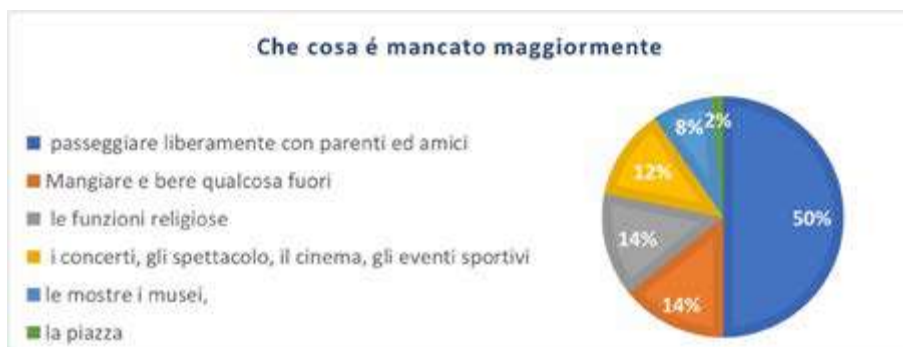 Che cosa é mancato maggiormente
passeggiare liberamente con parenti ed amici
Mangiare e bere qualcosa fuori
le funzioni religiose
i concerti, gli spettacolo, il cinema, gli eventi sportivi
le mostre i musei,
la piazza
8%
2%
12%
50%
14%
14%